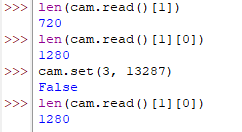 >>> len(cam.read()[1])
720
>>> len(cam.read()[1][0])
1280
>>> cam.set(3, 13287)
False
>>> len(cam.read()[1][0])
1280